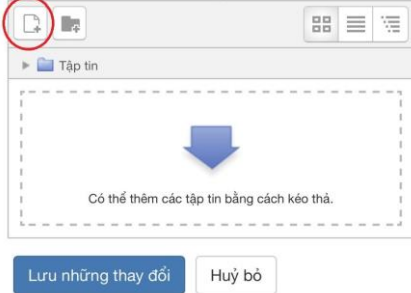 Tập tin
Có thể thêm các tập tin bằng cách kéo thả.
Lưu những thay đổi
Huỷ bỏ